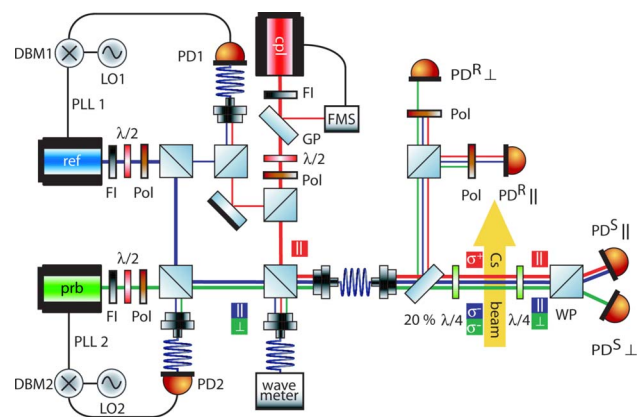 DBM1
LO1
PLL 1
PD1
cpl
FI
FMS
GP
λ/2
Pol
ref
FI
λ/2
Pol
||
PD^R ⊥
Pol
Pol
PD^R ||
prb
λ/2
FI
Pol
PLL 2
DBM2
LO2
PD2
||
⊥
wave
meter
20 %
λ/4
σ+
σ-
σ-
Cs
beam
λ/4
||
||
⊥
WP
PD^S ||
PD^S ⊥